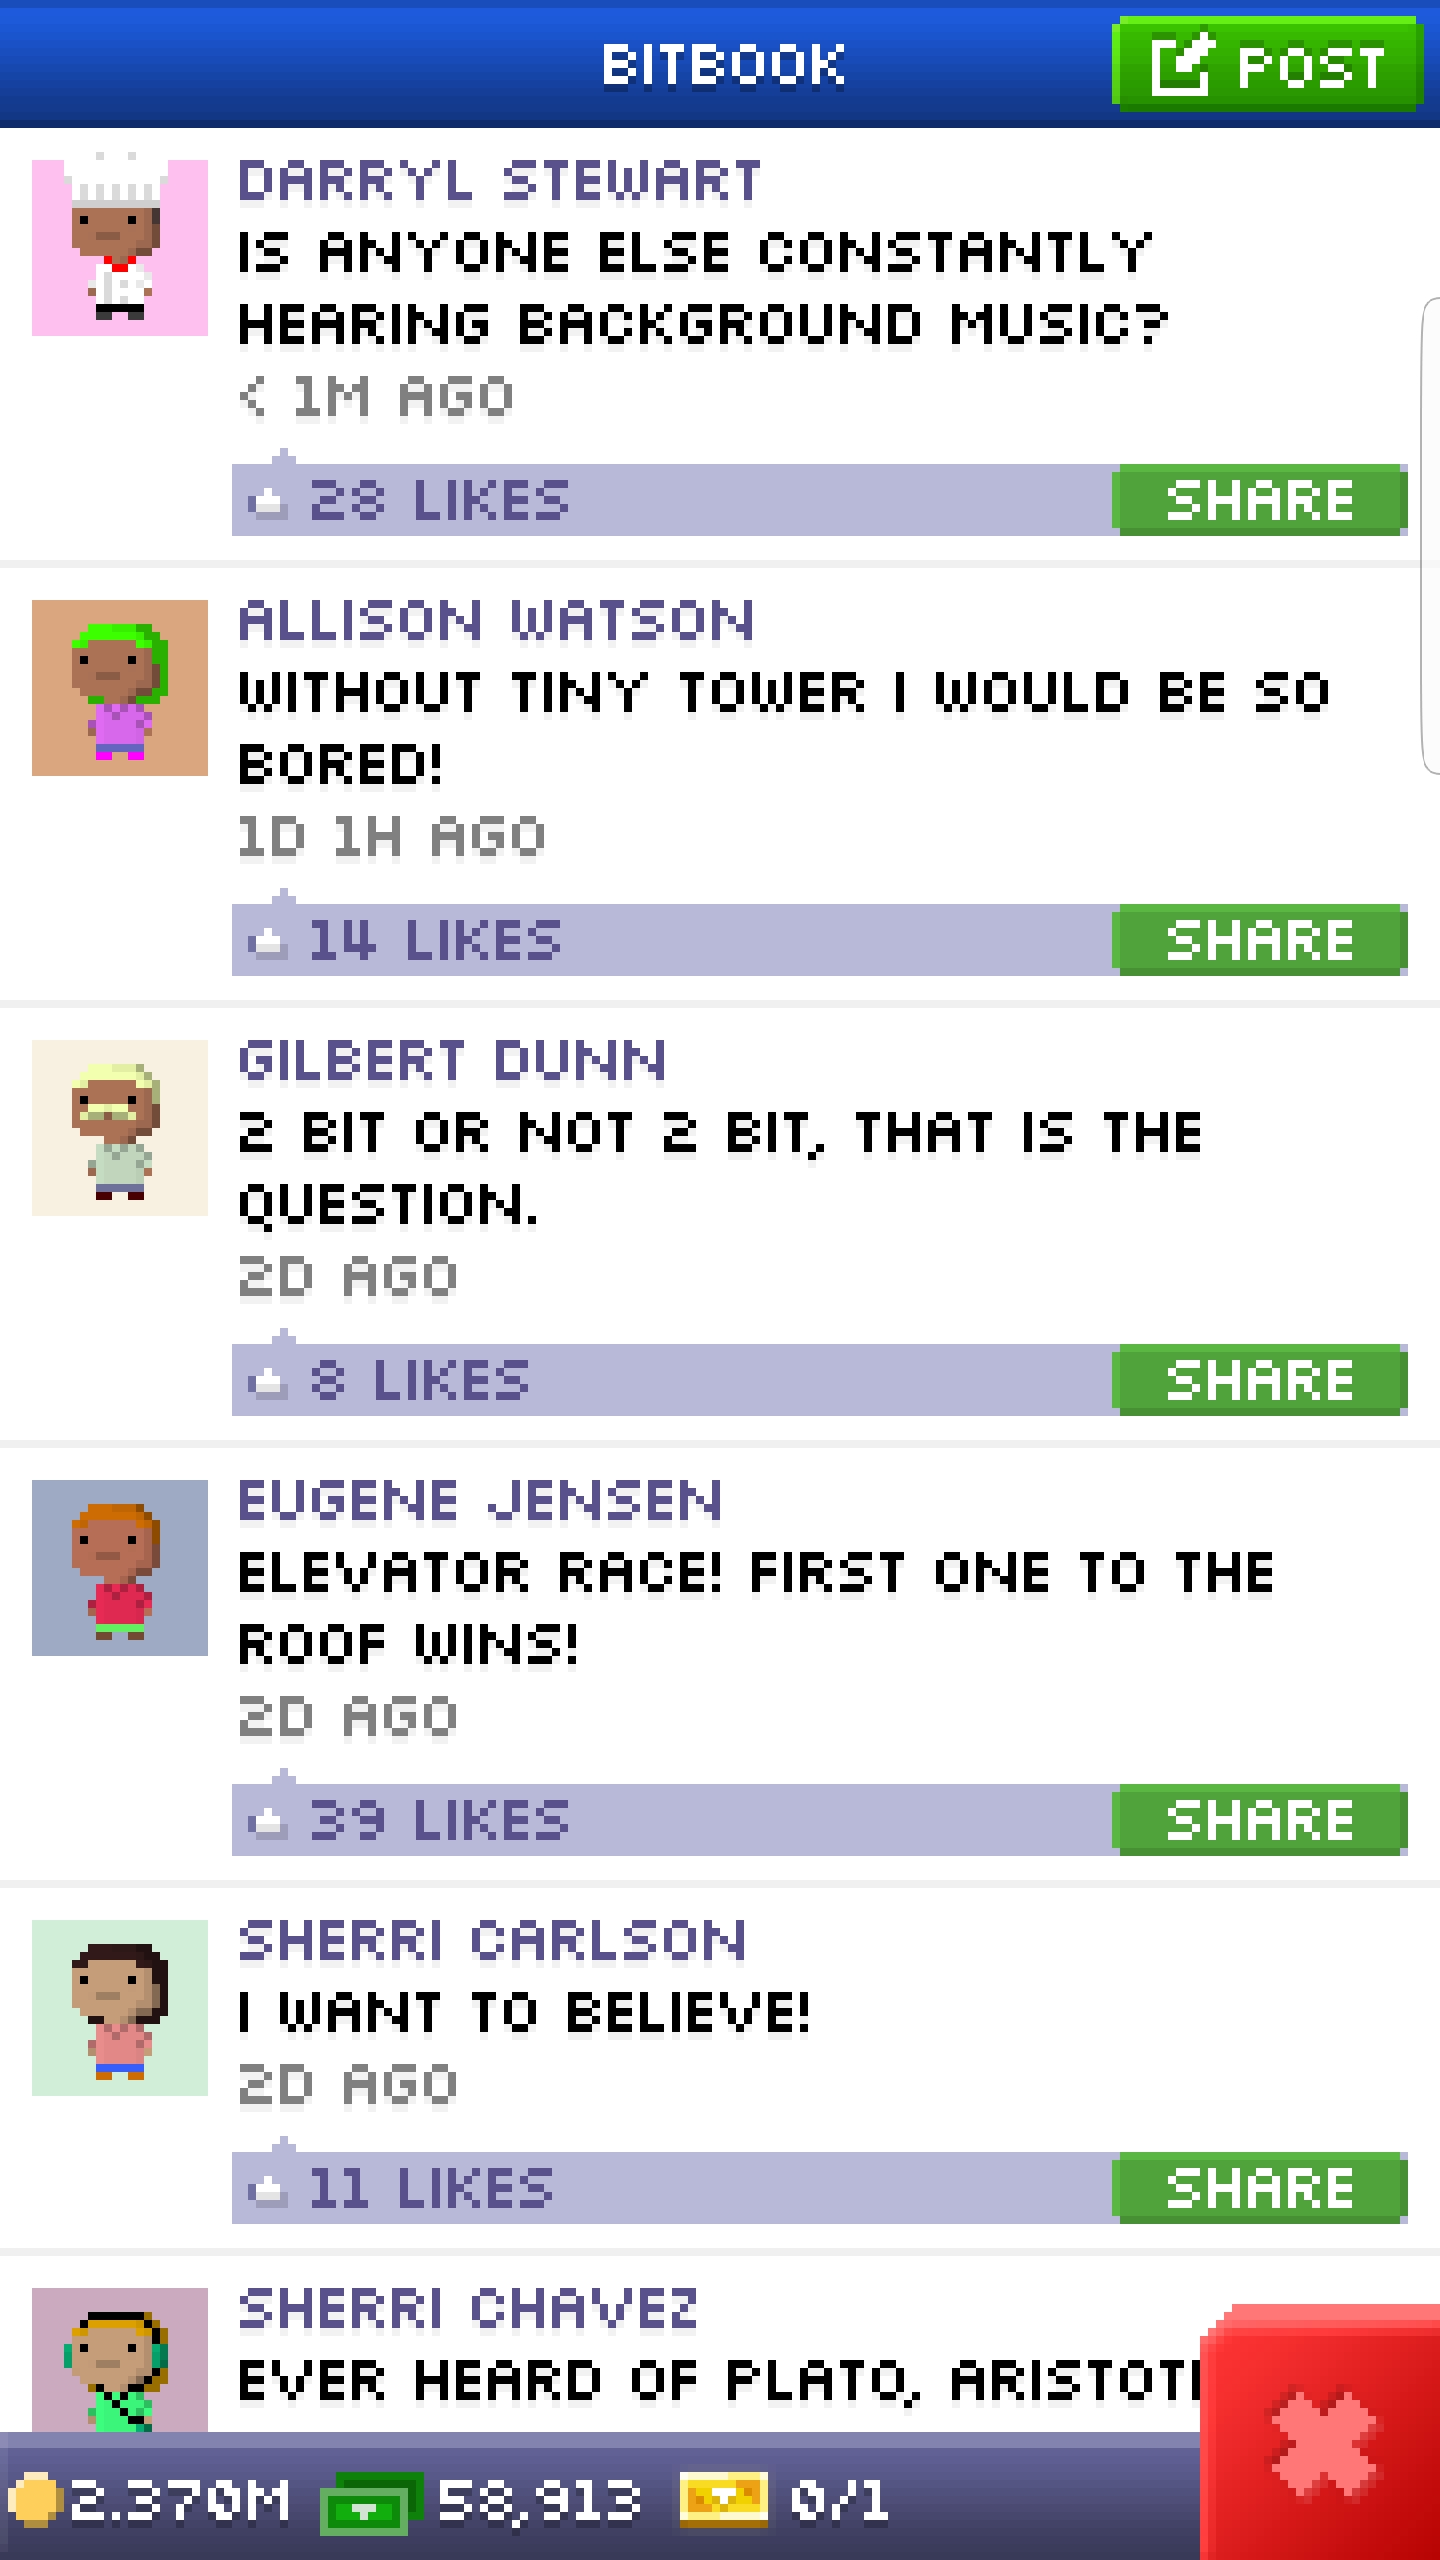 BITBOOK
POST
DARRYL STEWART
IS ANYONE ELSE CONSTANTLY
HEARING BACKGROUND MUSIC?
< 1M AGO
28 LIKES
SHARE
ALLISON WATSON
WITHOUT TINY TOWER I WOULD BE SO
BORED!
1D 1H AGO
14 LIKES
SHARE
GILBERT DUNN
2 BIT OR NOT 2 BIT, THAT IS THE
QUESTION.
2D AGO
8 LIKES
SHARE
EUGENE JENSEN
ELEVATOR RACE! FIRST ONE TO THE
ROOF WINS!
2D AGO
39 LIKES
SHARE
SHERRI CARLSON
I WANT TO BELIEVE!
2D AGO
11 LIKES
SHARE
SHERRI CHAVEZ
EVER HEARD OF PLATO,
2.370M
58,913
0/1